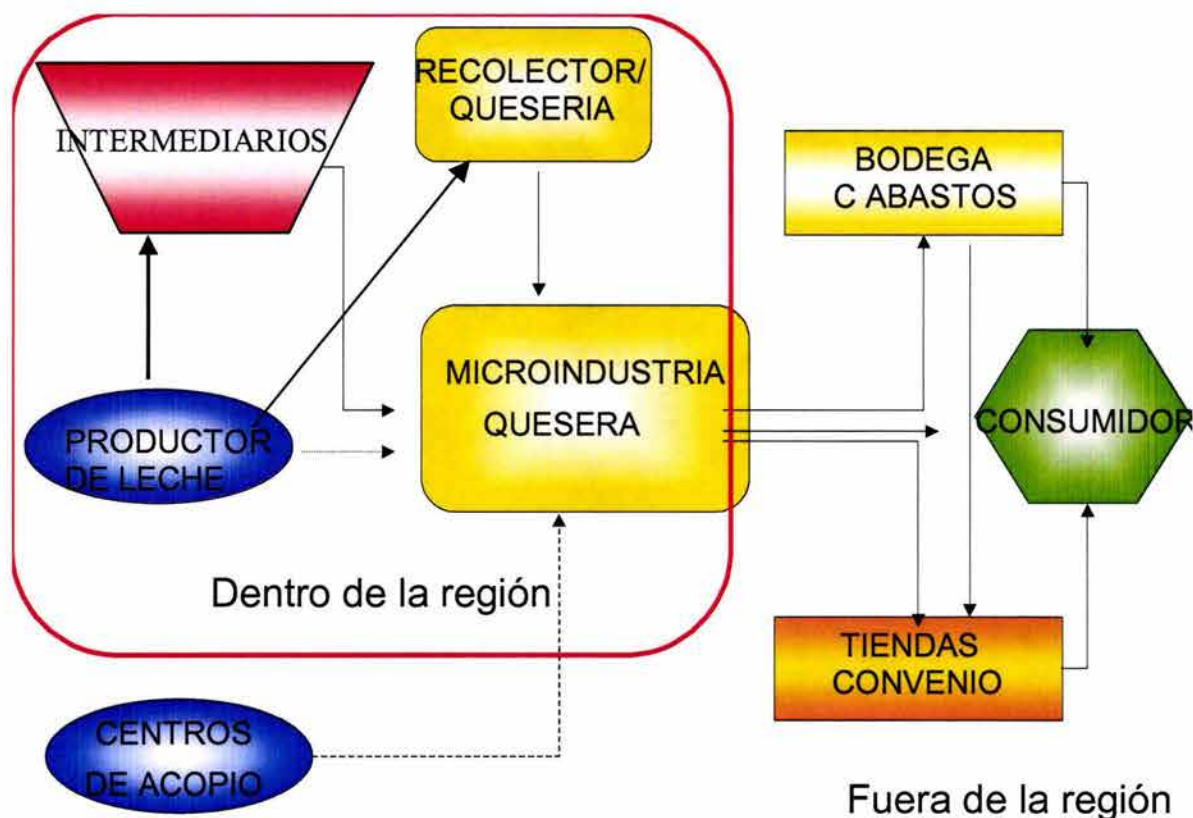 INTERMEDIARIOS
RECOLECTOR/
QUESERIA
BODEGA
C ABASTOS
MICROINDUSTRIA
QUESERA
CONSUMIDOR
PRODUCTOR
DE LECHE
Dentro de la región
TIENDAS
CONVENIO
CENTROS
DE ACOPIO
Fuera de la región